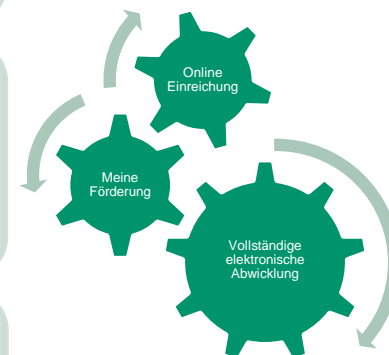 Online
Einreichung
Meine
Förderung
Vollständige
elektronische
Abwicklung